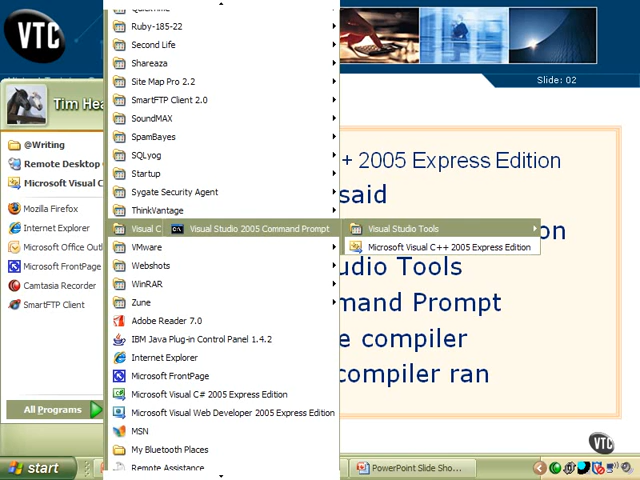 VTC
QuickTime
Ruby-185-22
Second Life
Shareaza
Site Map Pro 2.2
SmartFTP Client 2.0
SoundMAX
SpamBayes
SQLyog
Startup
Sygate Security Agent
ThinkVantage
Visual C
VMware
Webshots
WinRAR
Zune
Adobe Reader 7.0
IBM Java Plug-in Control Panel 1.4.2
Internet Explorer
Microsoft FrontPage
Microsoft Visual C# 2005 Express Edition
Microsoft Visual Web Developer 2005 Express Edition
MSN
My Bluetooth Places
Remote Assistance
Visual Studio 2005 Command Prompt
Visual Studio Tools
Microsoft Visual C++ 2005 Express Edition
Tim Hea
@Writing
Remote Desktop
Microsoft Visual C
Mozilla Firefox
Internet Explorer
Microsoft Office Outl
Microsoft FrontPage
Camtasia Recorder
SmartFTP Client
All Programs
Slide: 02
++ 2005 Express Edition
said
on
udio Tools
mand Prompt
e compiler
compiler ran
VTC
start
PowerPoint Slide Sho...